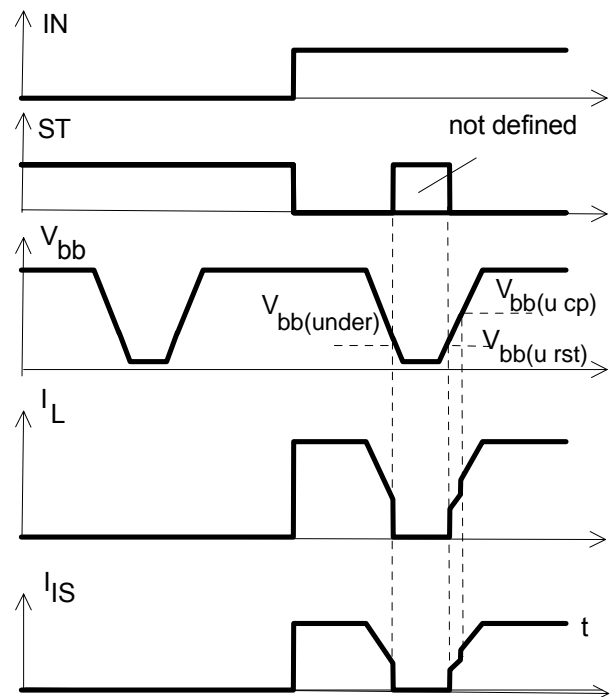 IN
ST
not defined
Vbb
Vbb(under)
Vbb(u cp)
Vbb(u rst)
IL
IIS
t